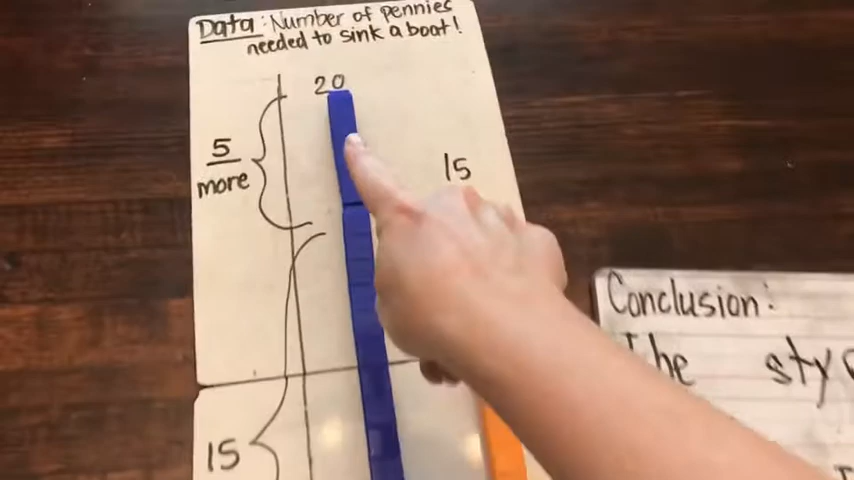 Data: Number of pennies
needed to sink a boat!
20
5
more
15
15
Conclusion:
The